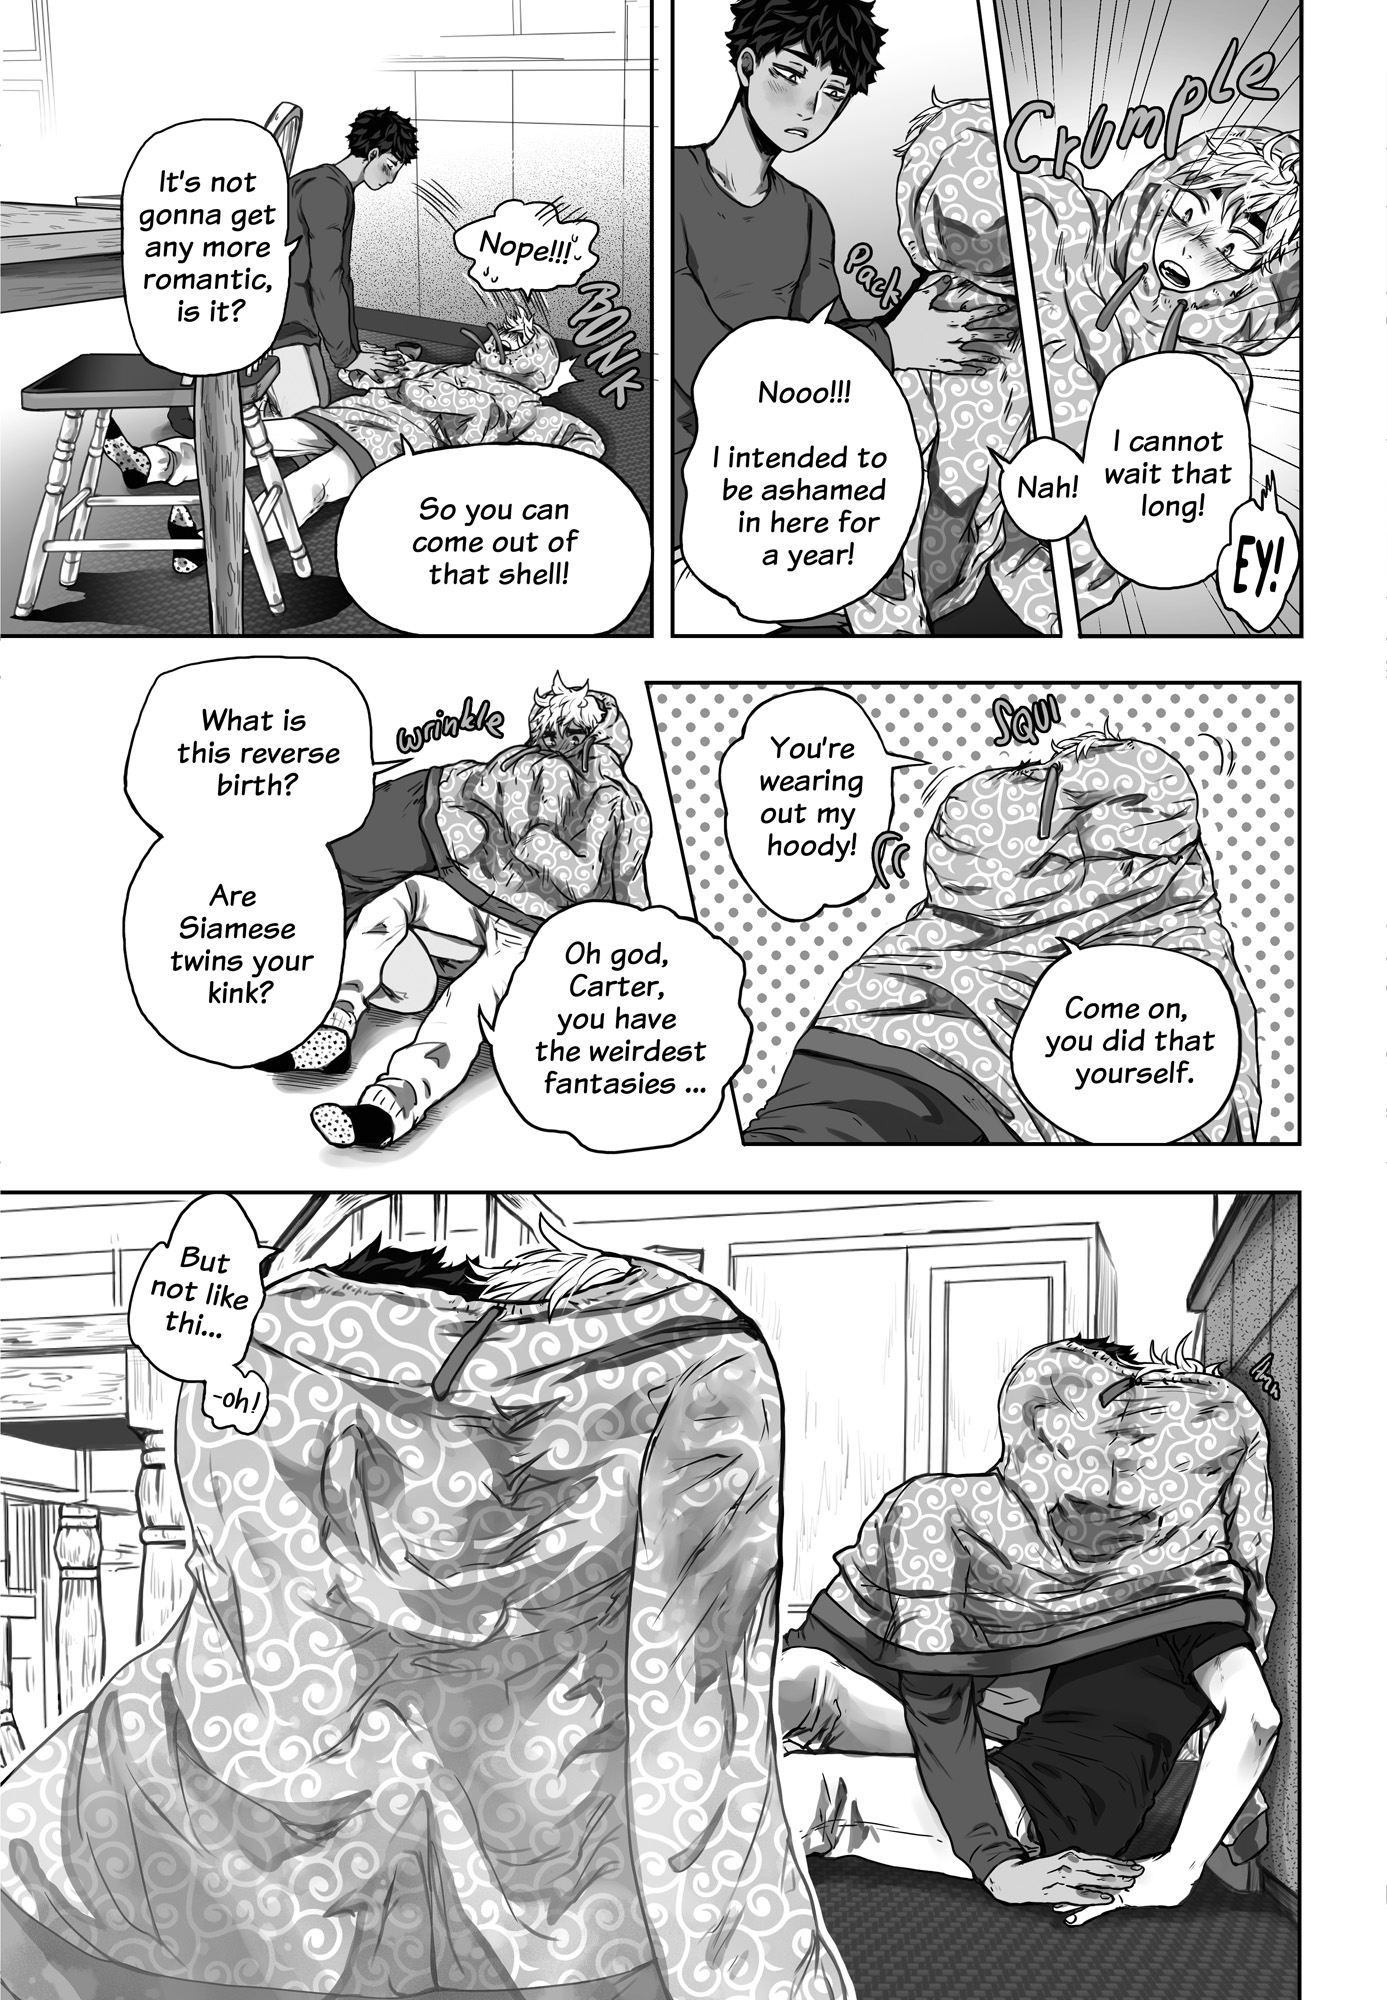 It's not
gonna get
any more
romantic,
is it?
Nope!!!
BONK
So you can
come out of
that shell!
Pack
Nooo!!!
I intended to
be ashamed
in here for
a year!
Crumple
Nah!
I cannot
wait that
long!
EY!
What is
this reverse
birth?
Are
Siamese
twins your
kink?
wrinkle
Oh god,
Carter,
you have
the weirdest
fantasies ...
You're
wearing
out my
hoody!
SQUI
Come on,
you did that
yourself.
But
not like
thi...
-oh!